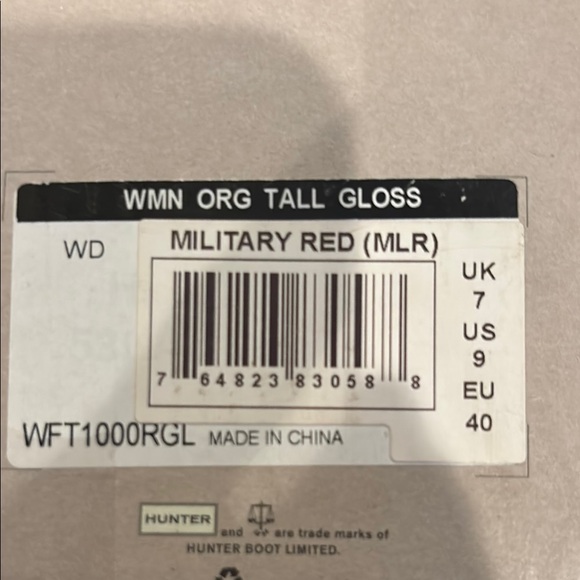 WMN ORG TALL GLOSS
WD
MILITARY RED (MLR)
7 64823 83058 8
UK
7
US
9
EU
40
WFT1000RGL MADE IN CHINA
HUNTER and are trade marks of
HUNTER BOOT LIMITED.